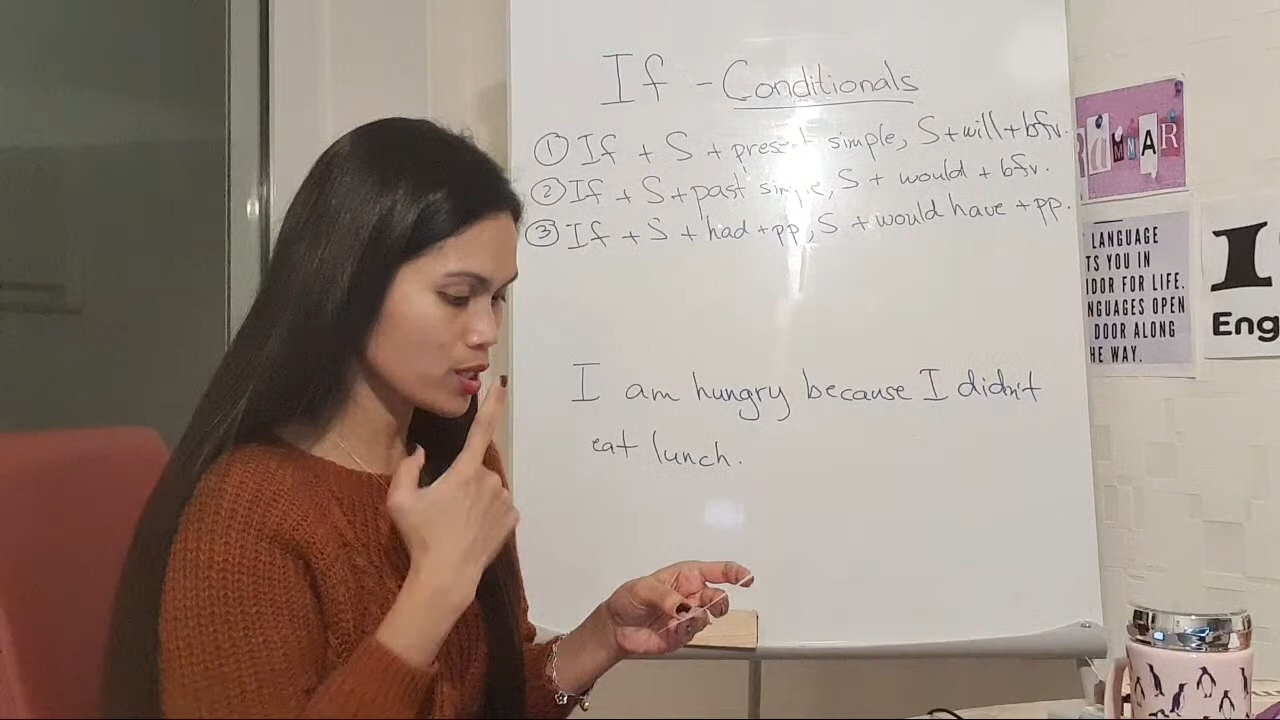 If - Conditionals
① If + S + present simple, S + will + bfv.
② If + S + past simple, S + would + bfv.
③ If + S + had + pp, S + would have + pp.
I am hungry because I didn't
eat lunch.
LANGUAGE
TS YOU IN
IDOR FOR LIFE.
NGUAGES OPEN
DOOR ALONG
HE WAY.
Eng